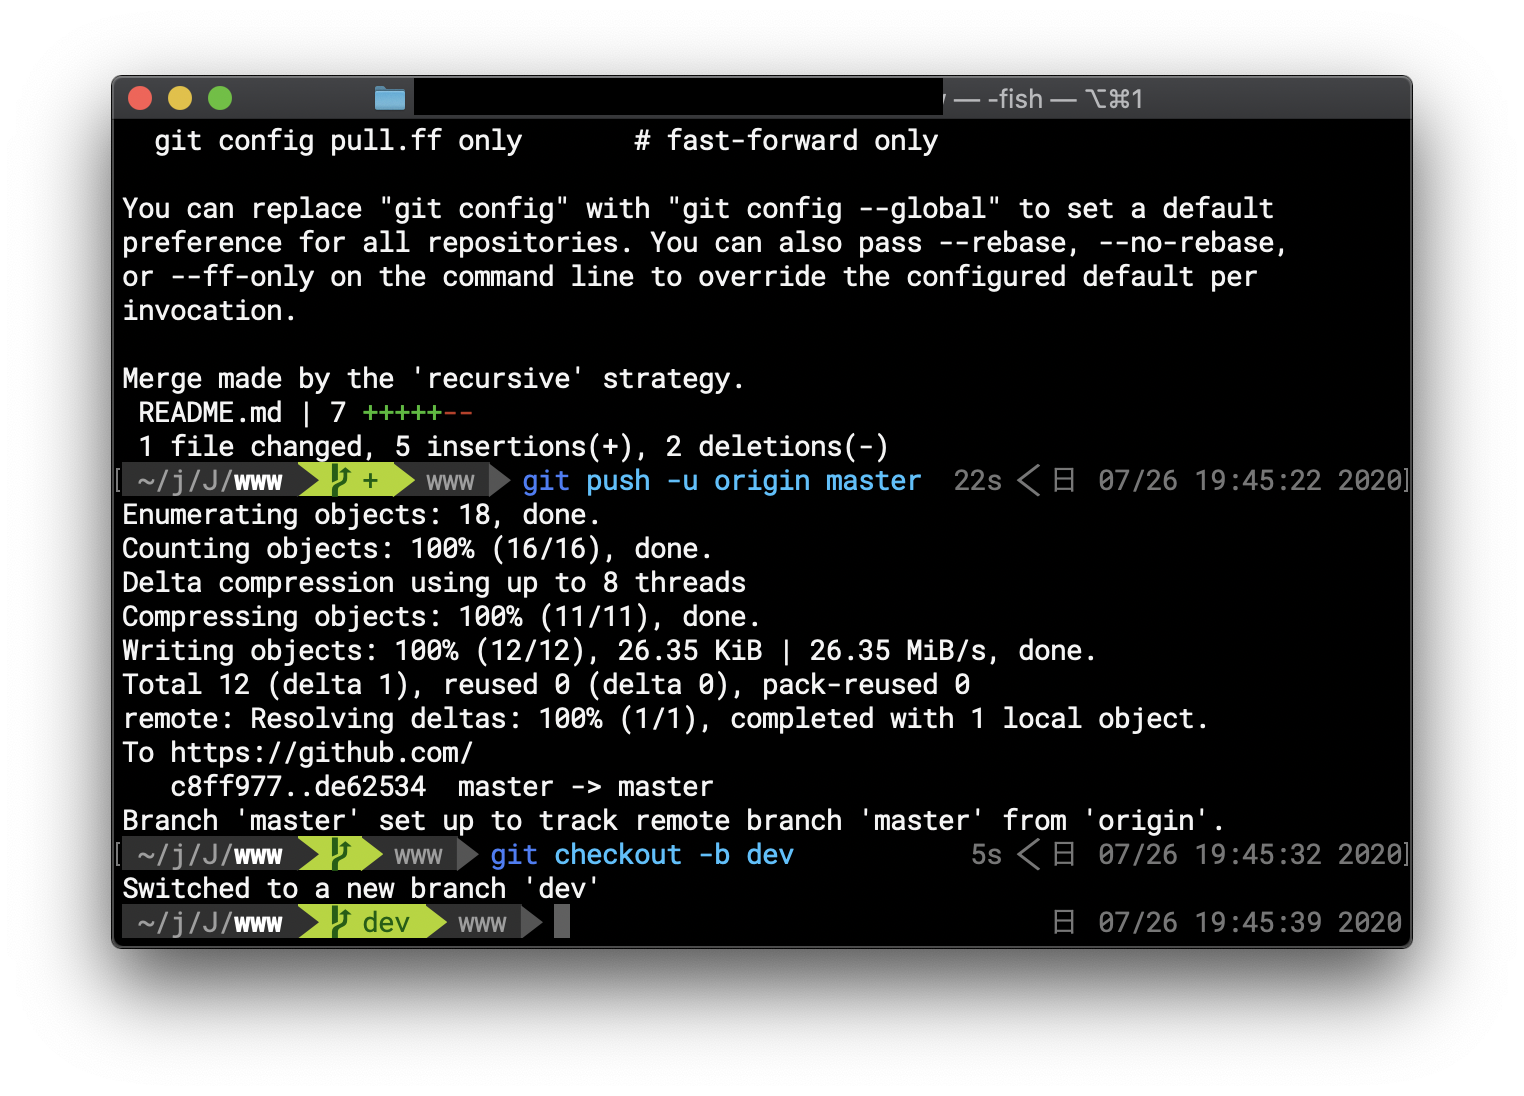 — -fish — ⌥⌘1
git config pull.ff only       # fast-forward only
You can replace "git config" with "git config --global" to set a default
preference for all repositories. You can also pass --rebase, --no-rebase,
or --ff-only on the command line to override the configured default per
invocation.
Merge made by the 'recursive' strategy.
README.md | 7 +++++--
1 file changed, 5 insertions(+), 2 deletions(-)
~/j/J/www + www git push -u origin master 22s 日 07/26 19:45:22 2020
Enumerating objects: 18, done.
Counting objects: 100% (16/16), done.
Delta compression using up to 8 threads
Compressing objects: 100% (11/11), done.
Writing objects: 100% (12/12), 26.35 KiB | 26.35 MiB/s, done.
Total 12 (delta 1), reused 0 (delta 0), pack-reused 0
remote: Resolving deltas: 100% (1/1), completed with 1 local object.
To https://github.com/
c8ff977..de62534  master -> master
Branch 'master' set up to track remote branch 'master' from 'origin'.
~/j/J/www www git checkout -b dev 5s 日 07/26 19:45:32 2020
Switched to a new branch 'dev'
~/j/J/www dev www 日 07/26 19:45:39 2020